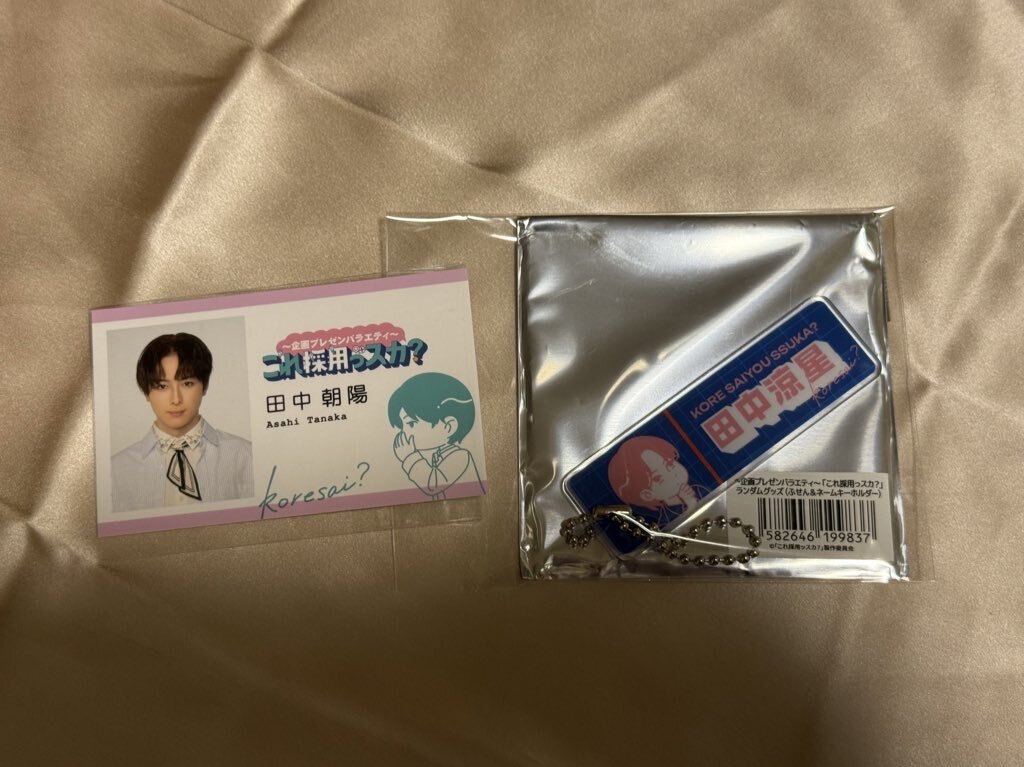 ～企画プレゼンバラエティ～
これ採用っスカ?
田中 朝陽
Asahi Tanaka
koresai?
KORE SAIYOU SSUKA?
田中涼星
koresai?
～企画プレゼンバラエティ～「これ採用っスカ?」
ランダムグッズ（ふせん＆ネームキーホルダー）
582646 199837
©「これ採用ッスカ?」製作委員会